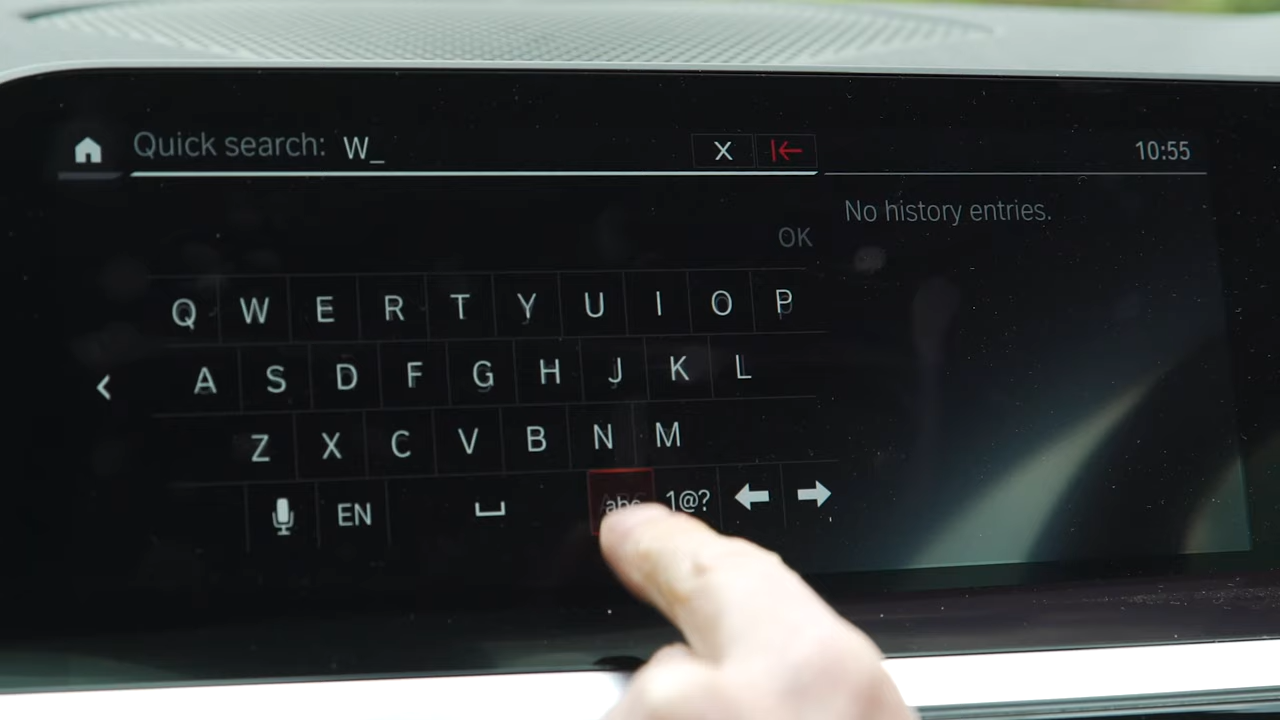 Quick search: W_ X 10:55
No history entries.
OK
Q W E R T Y U I O P
A S D F G H J K L
Z X C V B N M
EN abc 1@?